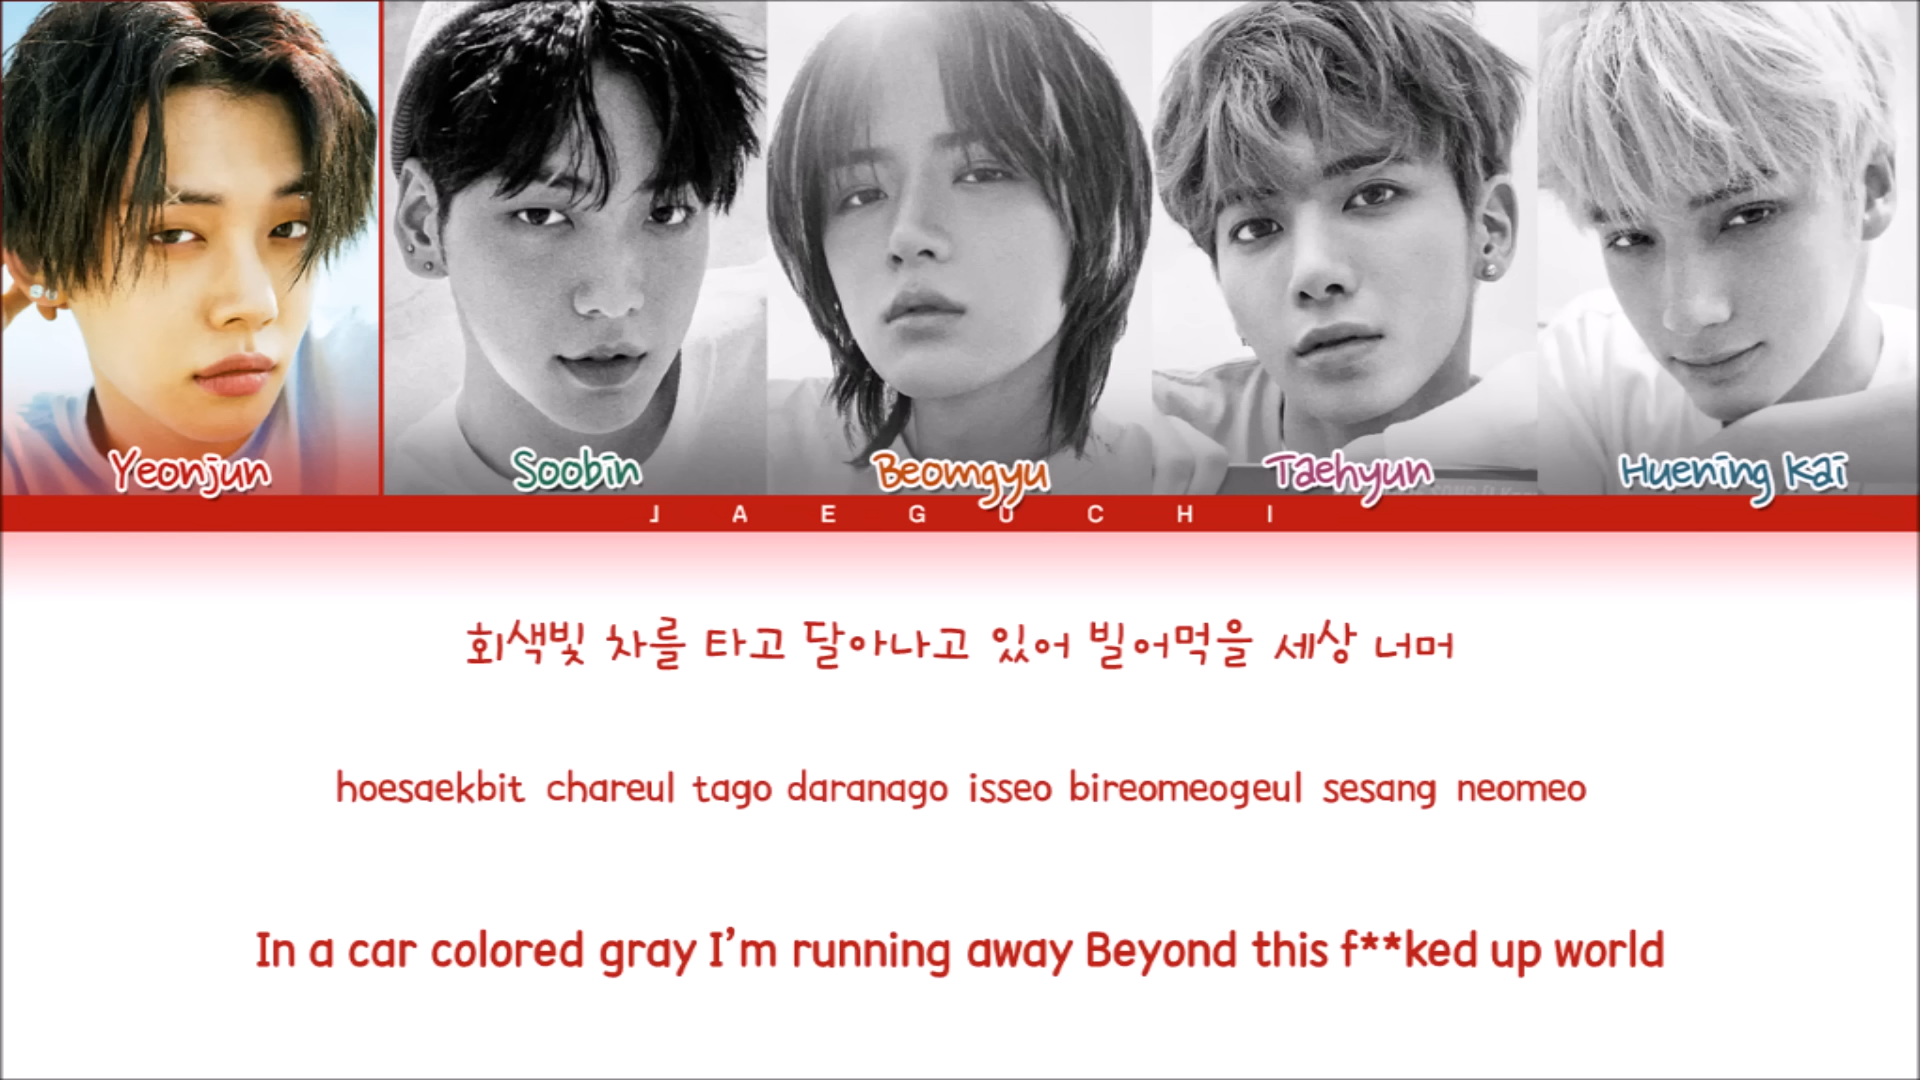 Yeonjun Soobin Beomgyu Taehyun Huening Kai
JAEGUCHI
회색빛 차를 타고 달아나고 있어 빌어먹을 세상 너머
hoesaekbit chareul tago daranago isseo bireomeogeul sesang neomeo
In a car colored gray I'm running away Beyond this f**ked up world